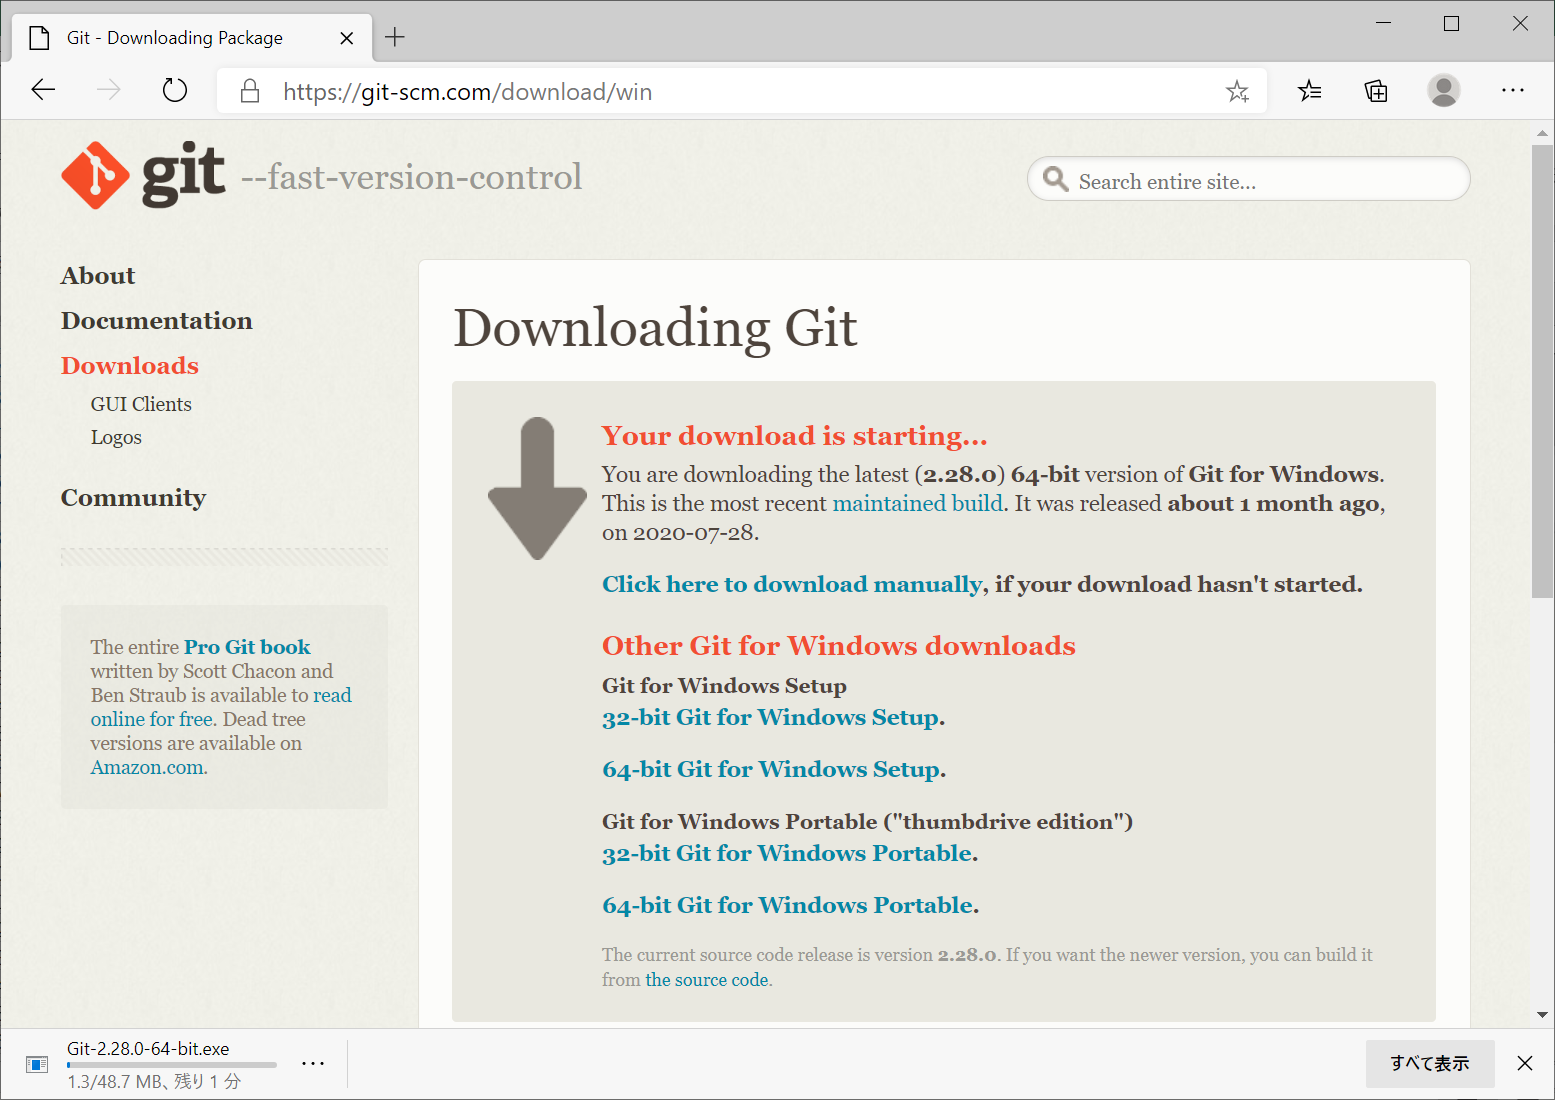 Git - Downloading Package
https://git-scm.com/download/win
git --fast-version-control
Search entire site...
About
Documentation
Downloads
GUI Clients
Logos
Community
The entire Pro Git book
written by Scott Chacon and
Ben Straub is available to read
online for free. Dead tree
versions are available on
Amazon.com.
Downloading Git
Your download is starting...
You are downloading the latest (2.28.0) 64-bit version of Git for Windows.
This is the most recent maintained build. It was released about 1 month ago,
on 2020-07-28.
Click here to download manually, if your download hasn't started.
Other Git for Windows downloads
Git for Windows Setup
32-bit Git for Windows Setup.
64-bit Git for Windows Setup.
Git for Windows Portable ("thumbdrive edition")
32-bit Git for Windows Portable.
64-bit Git for Windows Portable.
The current source code release is version 2.28.0. If you want the newer version, you can build it
from the source code.
Git-2.28.0-64-bit.exe
1.3/48.7 MB、残り 1 分
すべて表示